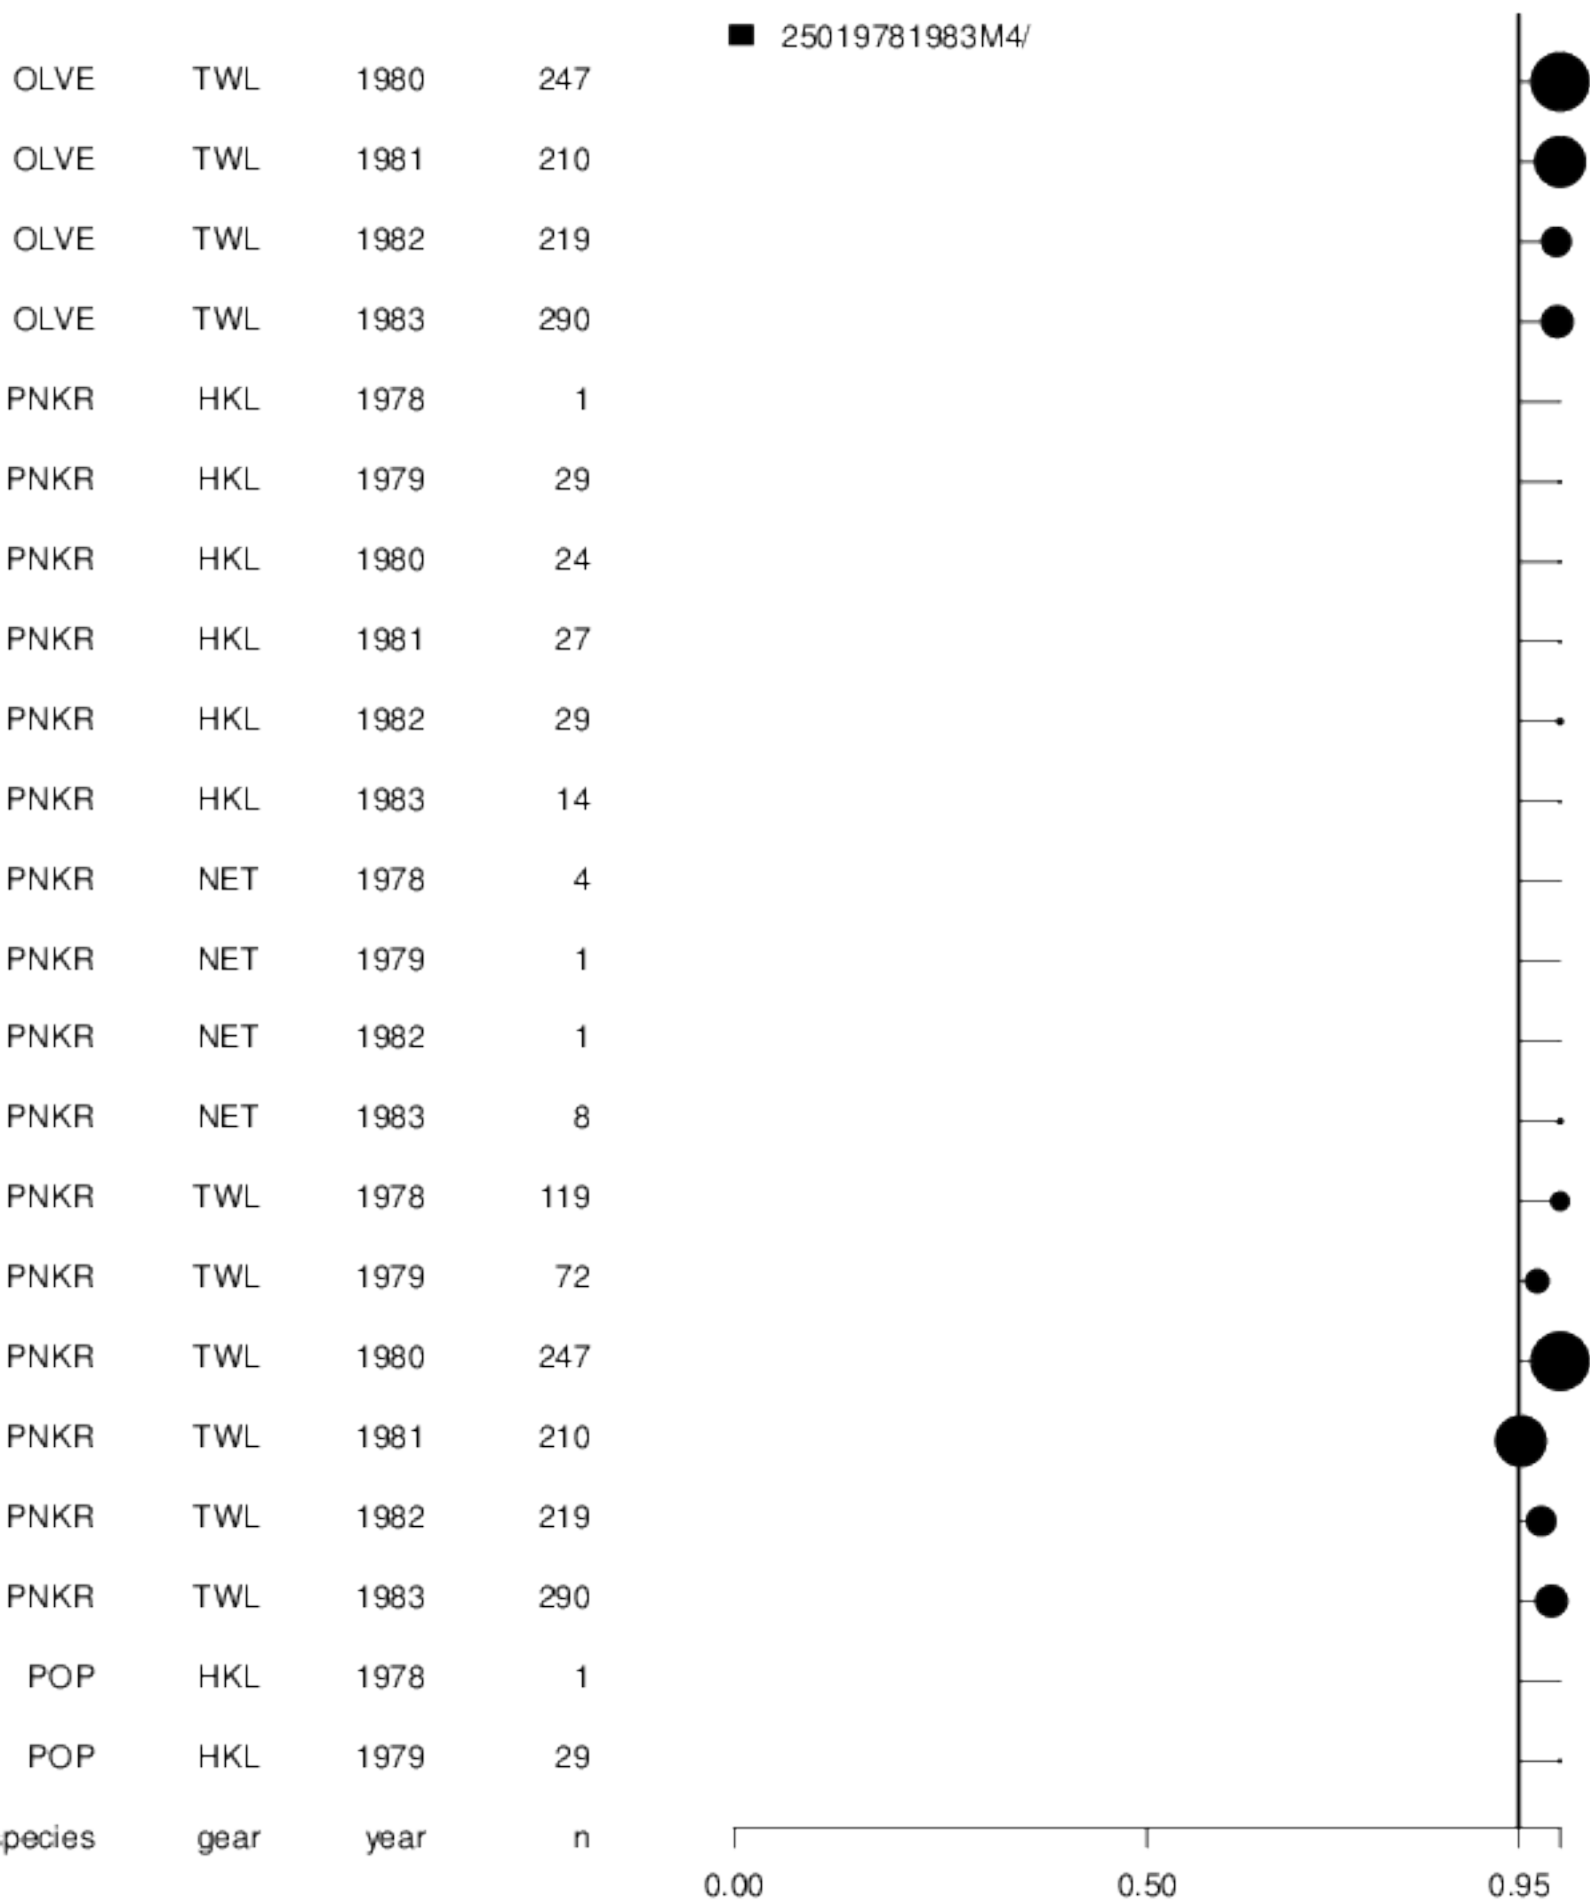 25019781983M4/
OLVE TWL 1980 247
OLVE TWL 1981 210
OLVE TWL 1982 219
OLVE TWL 1983 290
PNKR HKL 1978 1
PNKR HKL 1979 29
PNKR HKL 1980 24
PNKR HKL 1981 27
PNKR HKL 1982 29
PNKR HKL 1983 14
PNKR NET 1978 4
PNKR NET 1979 1
PNKR NET 1982 1
PNKR NET 1983 8
PNKR TWL 1978 119
PNKR TWL 1979 72
PNKR TWL 1980 247
PNKR TWL 1981 210
PNKR TWL 1982 219
PNKR TWL 1983 290
POP HKL 1978 1
POP HKL 1979 29
pecies gear year n
0.00 0.50 0.95